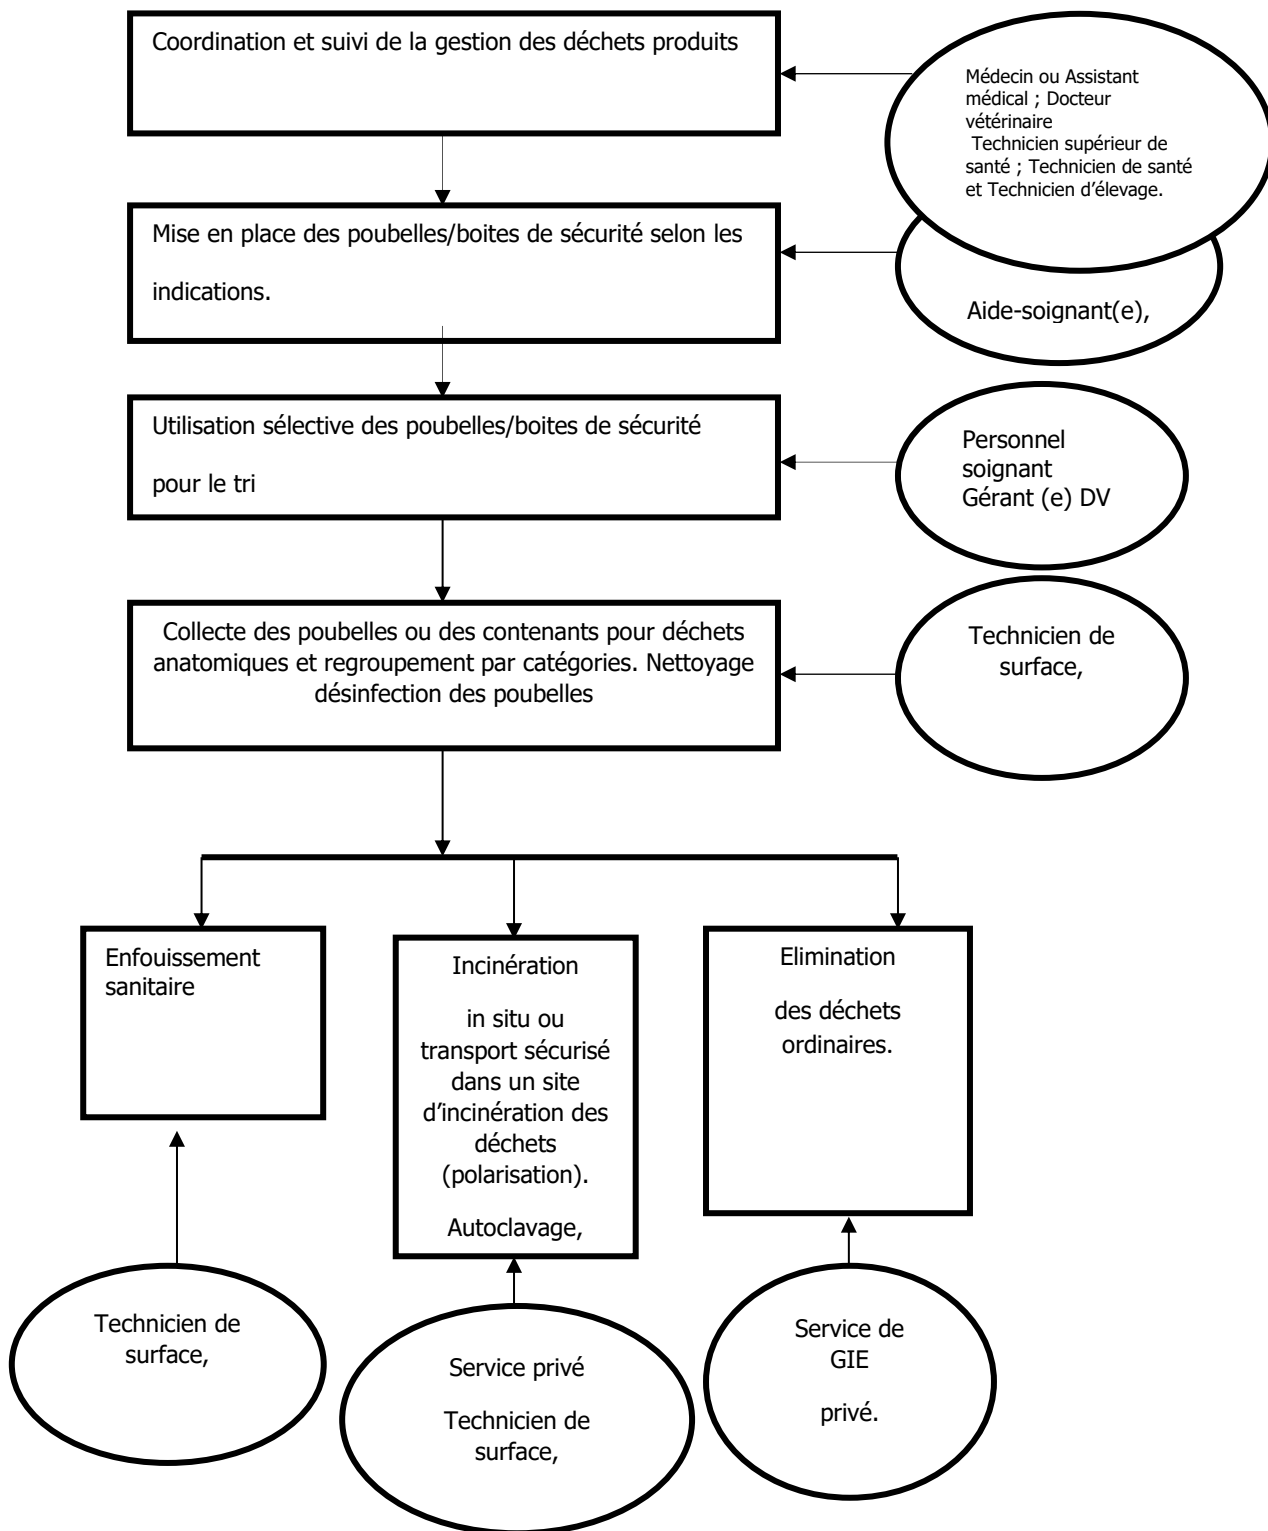 Coordination et suivi de la gestion des déchets produits
Médecin ou Assistant
médical ; Docteur
vétérinaire
Technicien supérieur de
santé ; Technicien de santé
et Technicien d’élevage.
Mise en place des poubelles/boites de sécurité selon les
indications.
Aide-soignant(e),
Utilisation sélective des poubelles/boites de sécurité
pour le tri
Personnel
soignant
Gérant (e) DV
Collecte des poubelles ou des contenants pour déchets
anatomiques et regroupement par catégories. Nettoyage
désinfection des poubelles
Technicien de
surface,
Enfouissement
sanitaire
Incinération
in situ ou
transport sécurisé
dans un site
d’incinération des
déchets
(polarisation).
Autoclavage,
Elimination
des déchets
ordinaires.
Technicien de
surface,
Service privé
Technicien de
surface,
Service de
GIE
privé.